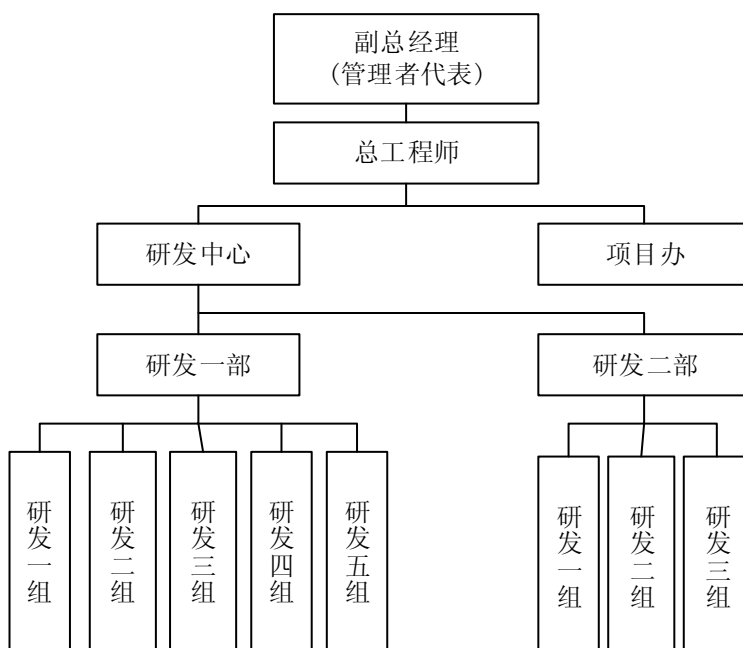 副总经理
(管理者代表)
总工程师
研发中心
项目办
研发一部
研发二部
研发一组
研发二组
研发三组
研发四组
研发五组
研发一组
研发二组
研发三组